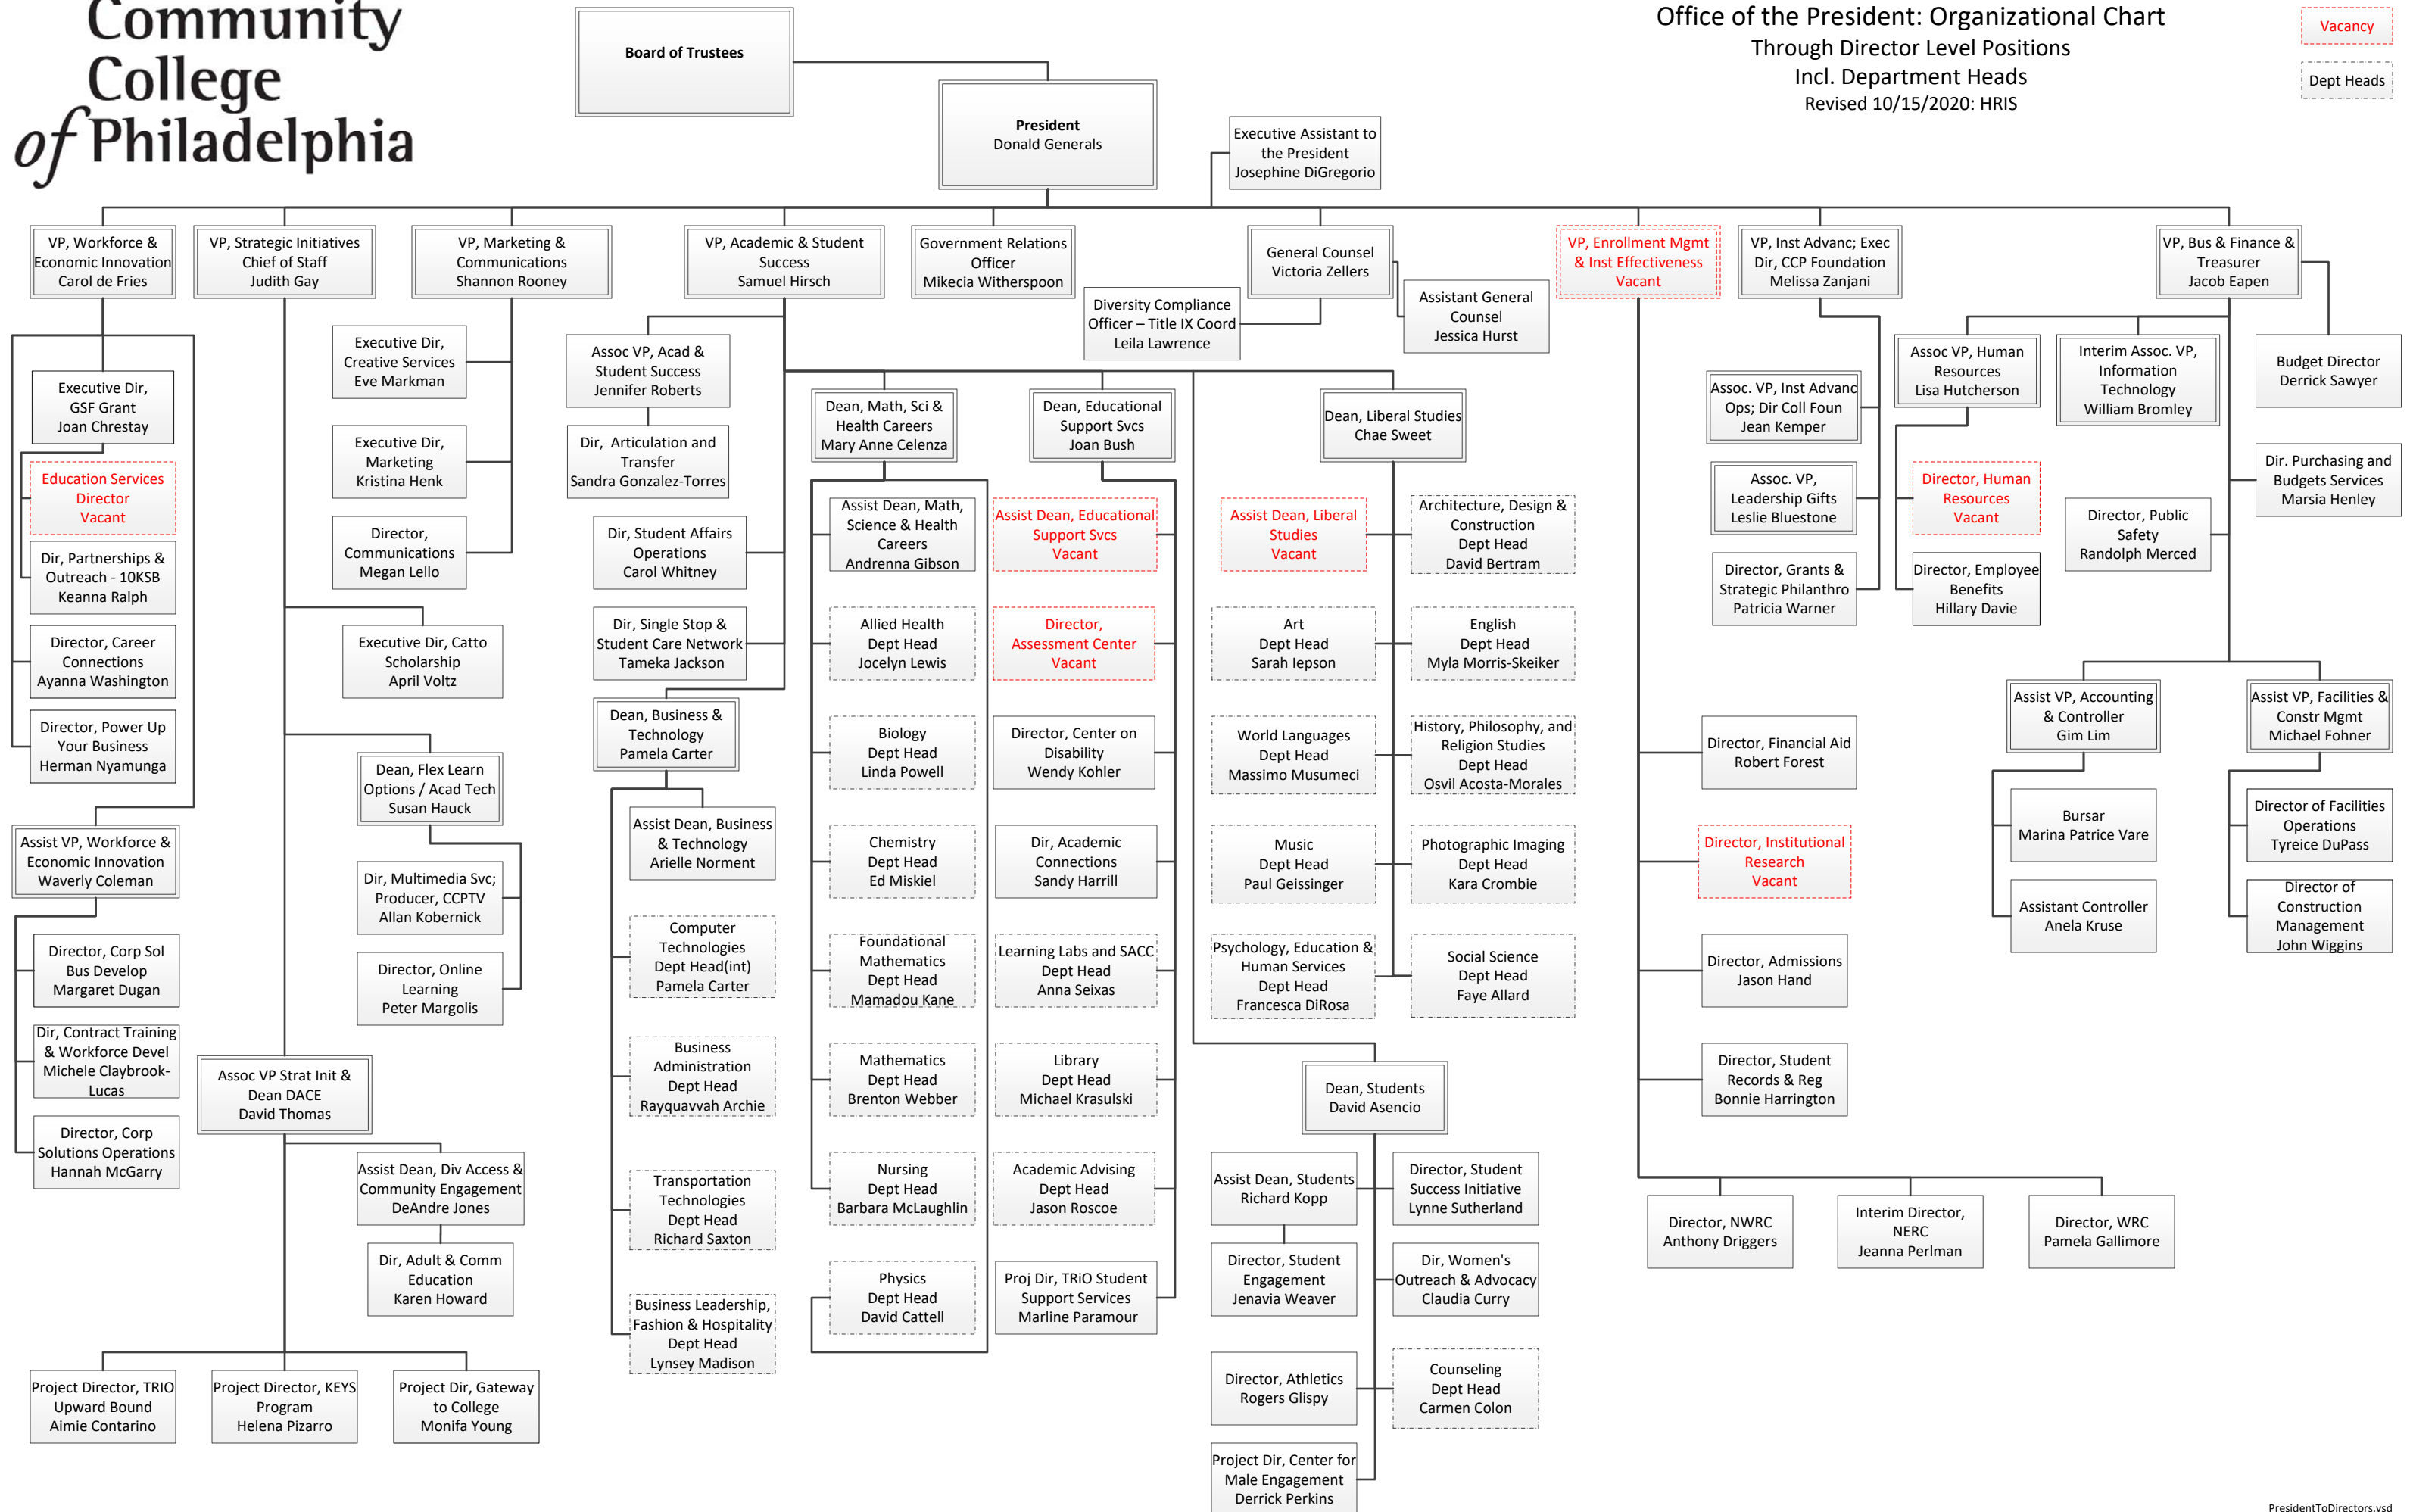 Community
College
of Philadelphia
Office of the President: Organizational Chart
Through Director Level Positions
Incl. Department Heads
Revised 10/15/2020: HRIS
Vacancy
Dept Heads
Board of Trustees
President
Donald Generals
Executive Assistant to
the President
Josephine DiGregorio
VP, Workforce &
Economic Innovation
Carol de Fries
VP, Strategic Initiatives
Chief of Staff
Judith Gay
VP, Marketing &
Communications
Shannon Rooney
VP, Academic & Student
Success
Samuel Hirsch
Government Relations
Officer
Mikecia Witherspoon
General Counsel
Victoria Zellers
VP, Enrollment Mgmt
& Inst Effectiveness
Vacant
VP, Inst Advanc; Exec
Dir, CCP Foundation
Melissa Zanjani
VP, Bus & Finance &
Treasurer
Jacob Eapen
Diversity Compliance
Officer – Title IX Coord
Leila Lawrence
Assistant General
Counsel
Jessica Hurst
Executive Dir,
GSF Grant
Joan Chrestay
Education Services
Director
Vacant
Dir, Partnerships &
Outreach - 10KSB
Keanna Ralph
Director, Career
Connections
Ayanna Washington
Director, Power Up
Your Business
Herman Nyamunga
Assist VP, Workforce &
Economic Innovation
Waverly Coleman
Director, Corp Sol
Bus Develop
Margaret Dugan
Dir, Contract Training
& Workforce Devel
Michele Claybrook-
Lucas
Director, Corp
Solutions Operations
Hannah McGarry
Executive Dir,
Creative Services
Eve Markman
Executive Dir,
Marketing
Kristina Henk
Director,
Communications
Megan Lello
Executive Dir, Catto
Scholarship
April Voltz
Dean, Flex Learn
Options / Acad Tech
Susan Hauck
Dir, Multimedia Svc;
Producer, CCPTV
Allan Kobernick
Director, Online
Learning
Peter Margolis
Assoc VP Strat Init &
Dean DACE
David Thomas
Assist Dean, Div Access &
Community Engagement
DeAndre Jones
Dir, Adult & Comm
Education
Karen Howard
Project Director, TRIO
Upward Bound
Aimie Contarino
Project Director, KEYS
Program
Helena Pizarro
Project Dir, Gateway
to College
Monifa Young
Assoc VP, Acad &
Student Success
Jennifer Roberts
Dir, Articulation and
Transfer
Sandra Gonzalez-Torres
Dir, Student Affairs
Operations
Carol Whitney
Dir, Single Stop &
Student Care Network
Tameka Jackson
Dean, Business &
Technology
Pamela Carter
Assist Dean, Business
& Technology
Arielle Norment
Computer
Technologies
Dept Head(int)
Pamela Carter
Business
Administration
Dept Head
Rayquavvah Archie
Transportation
Technologies
Dept Head
Richard Saxton
Business Leadership,
Fashion & Hospitality
Dept Head
Lynsey Madison
Dean, Math, Sci &
Health Careers
Mary Anne Celenza
Assist Dean, Math,
Science & Health
Careers
Andrenna Gibson
Allied Health
Dept Head
Jocelyn Lewis
Biology
Dept Head
Linda Powell
Chemistry
Dept Head
Ed Miskiel
Foundational
Mathematics
Dept Head
Mamadou Kane
Mathematics
Dept Head
Brenton Webber
Nursing
Dept Head
Barbara McLaughlin
Physics
Dept Head
David Cattell
Dean, Educational
Support Svcs
Joan Bush
Assist Dean, Educational
Support Svcs
Vacant
Director,
Assessment Center
Vacant
Director, Center on
Disability
Wendy Kohler
Dir, Academic
Connections
Sandy Harrill
Learning Labs and SACC
Dept Head
Anna Seixas
Library
Dept Head
Michael Krasulski
Academic Advising
Dept Head
Jason Roscoe
Proj Dir, TRiO Student
Support Services
Marline Paramour
Dean, Liberal Studies
Chae Sweet
Assist Dean, Liberal
Studies
Vacant
Architecture, Design &
Construction
Dept Head
David Bertram
Art
Dept Head
Sarah Iepson
English
Dept Head
Myla Morris-Skeiker
World Languages
Dept Head
Massimo Musumeci
History, Philosophy, and
Religion Studies
Dept Head
Osvil Acosta-Morales
Music
Dept Head
Paul Geissinger
Photographic Imaging
Dept Head
Kara Crombie
Psychology, Education &
Human Services
Dept Head
Francesca DiRosa
Social Science
Dept Head
Faye Allard
Dean, Students
David Asencio
Assist Dean, Students
Richard Kopp
Director, Student
Success Initiative
Lynne Sutherland
Director, Student
Engagement
Jenavia Weaver
Dir, Women's
Outreach & Advocacy
Claudia Curry
Director, Athletics
Rogers Glispy
Counseling
Dept Head
Carmen Colon
Project Dir, Center for
Male Engagement
Derrick Perkins
Director, Financial Aid
Robert Forest
Director, Institutional
Research
Vacant
Director, Admissions
Jason Hand
Director, Student
Records & Reg
Bonnie Harrington
Director, NWRC
Anthony Driggers
Interim Director,
NERC
Jeanna Perlman
Director, WRC
Pamela Gallimore
Assoc. VP, Inst Advanc
Ops; Dir Coll Foun
Jean Kemper
Assoc. VP,
Leadership Gifts
Leslie Bluestone
Director, Grants &
Strategic Philanthro
Patricia Warner
Assoc VP, Human
Resources
Lisa Hutcherson
Director, Human
Resources
Vacant
Director, Employee
Benefits
Hillary Davie
Interim Assoc. VP,
Information
Technology
William Bromley
Budget Director
Derrick Sawyer
Dir. Purchasing and
Budgets Services
Marsia Henley
Director, Public
Safety
Randolph Merced
Assist VP, Accounting
& Controller
Gim Lim
Bursar
Marina Patrice Vare
Assistant Controller
Anela Kruse
Assist VP, Facilities &
Constr Mgmt
Michael Fohner
Director of Facilities
Operations
Tyreice DuPass
Director of
Construction
Management
John Wiggins
PresidentToDirectors.vsd